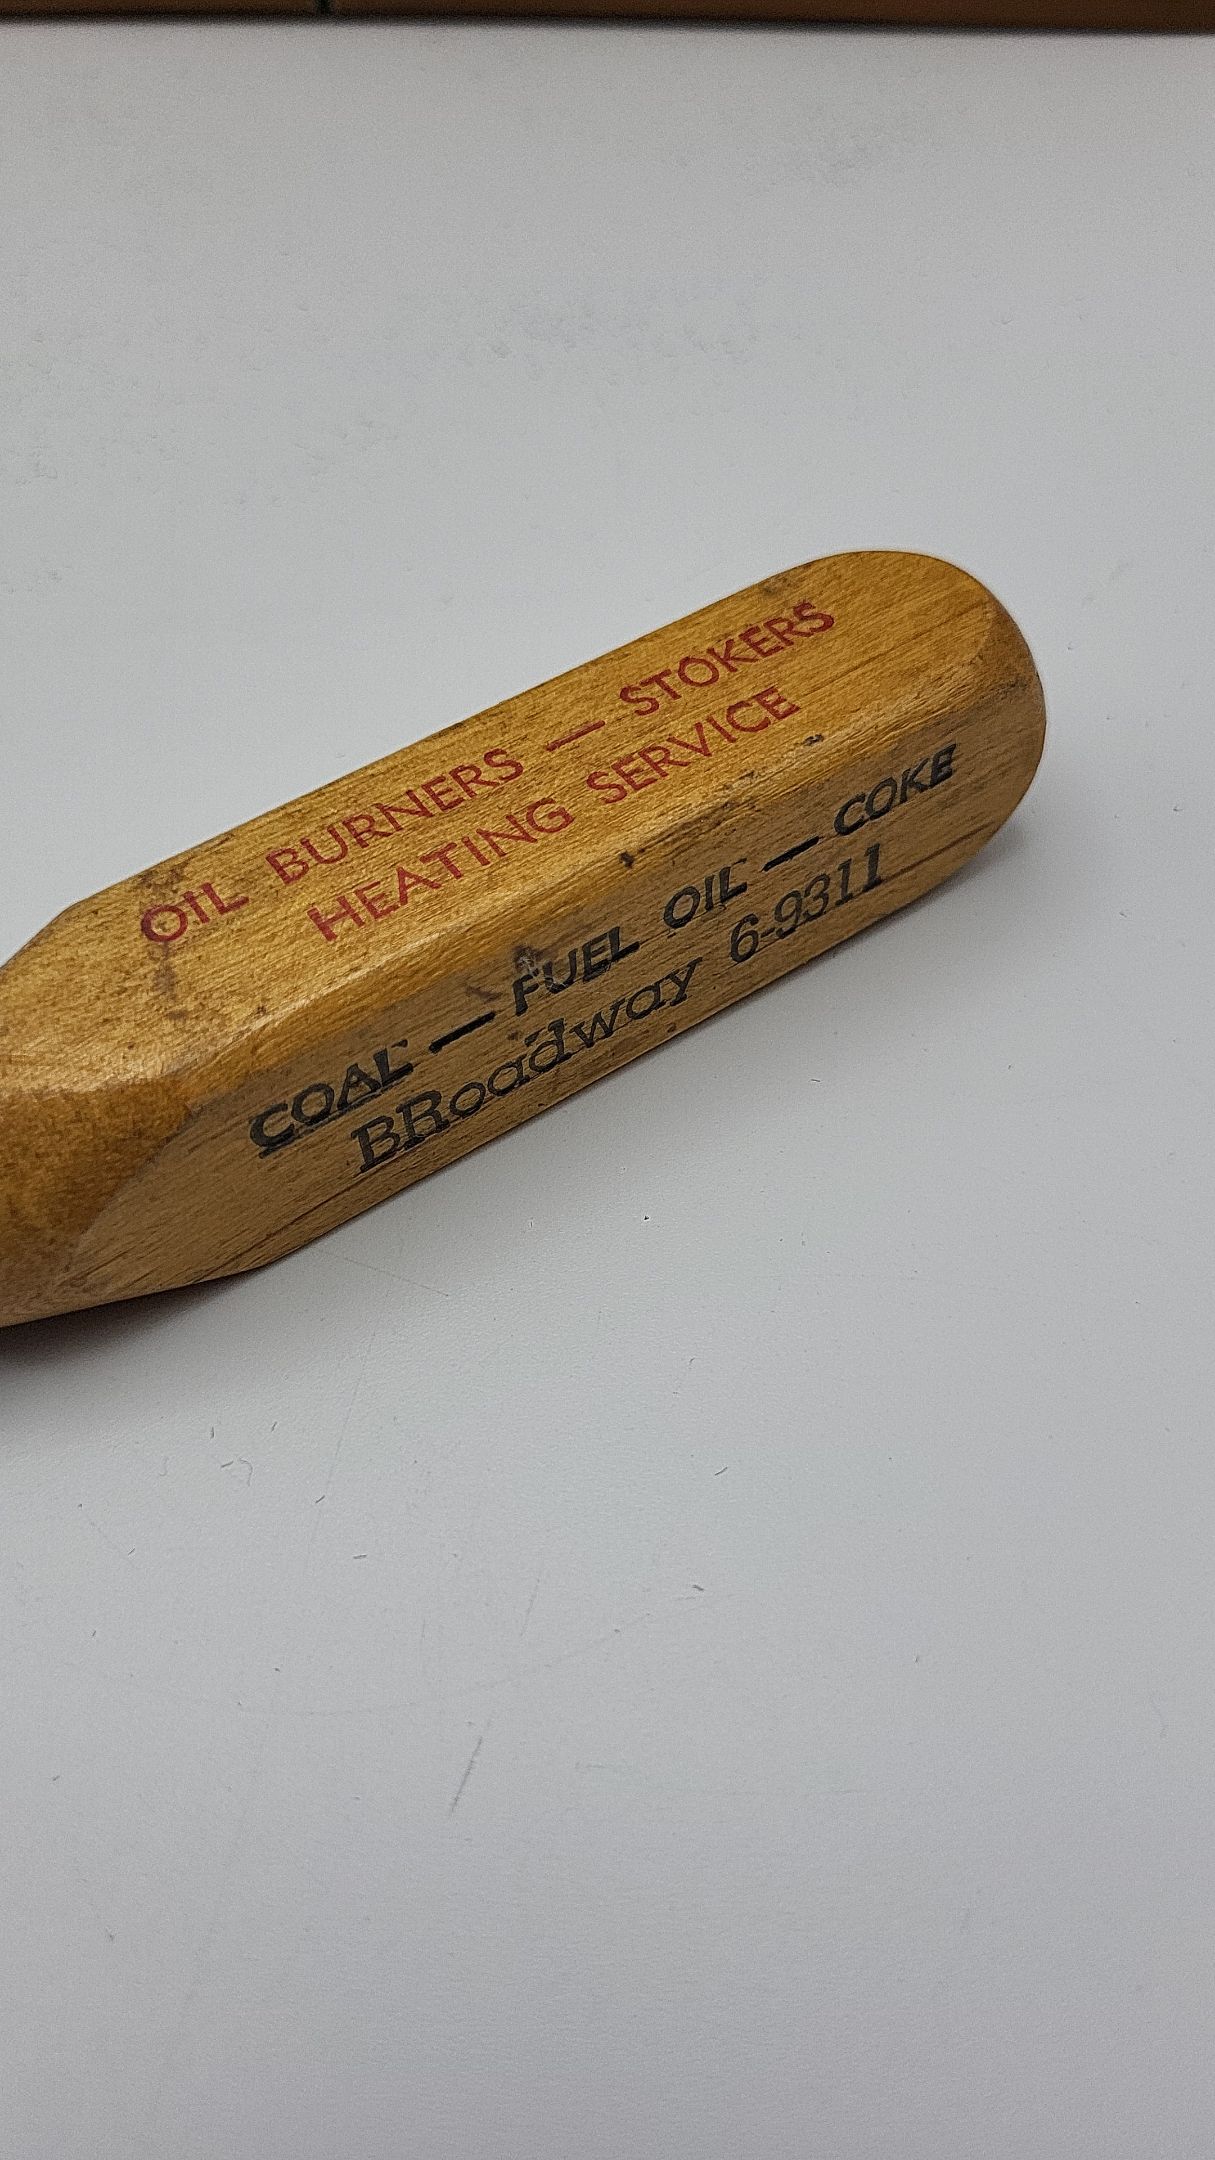 OIL BURNERS — STOKERS
HEATING SERVICE
COAL — FUEL OIL — COKE
BRoadway 6-9311